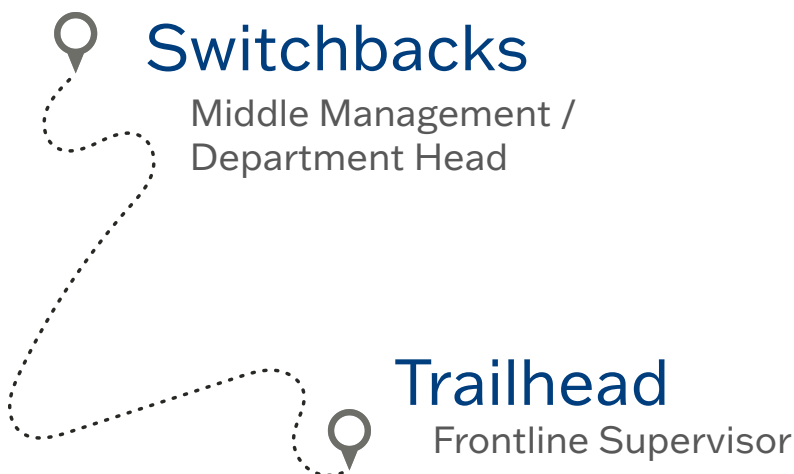 Switchbacks
Middle Management /
Department Head
Trailhead
Frontline Supervisor